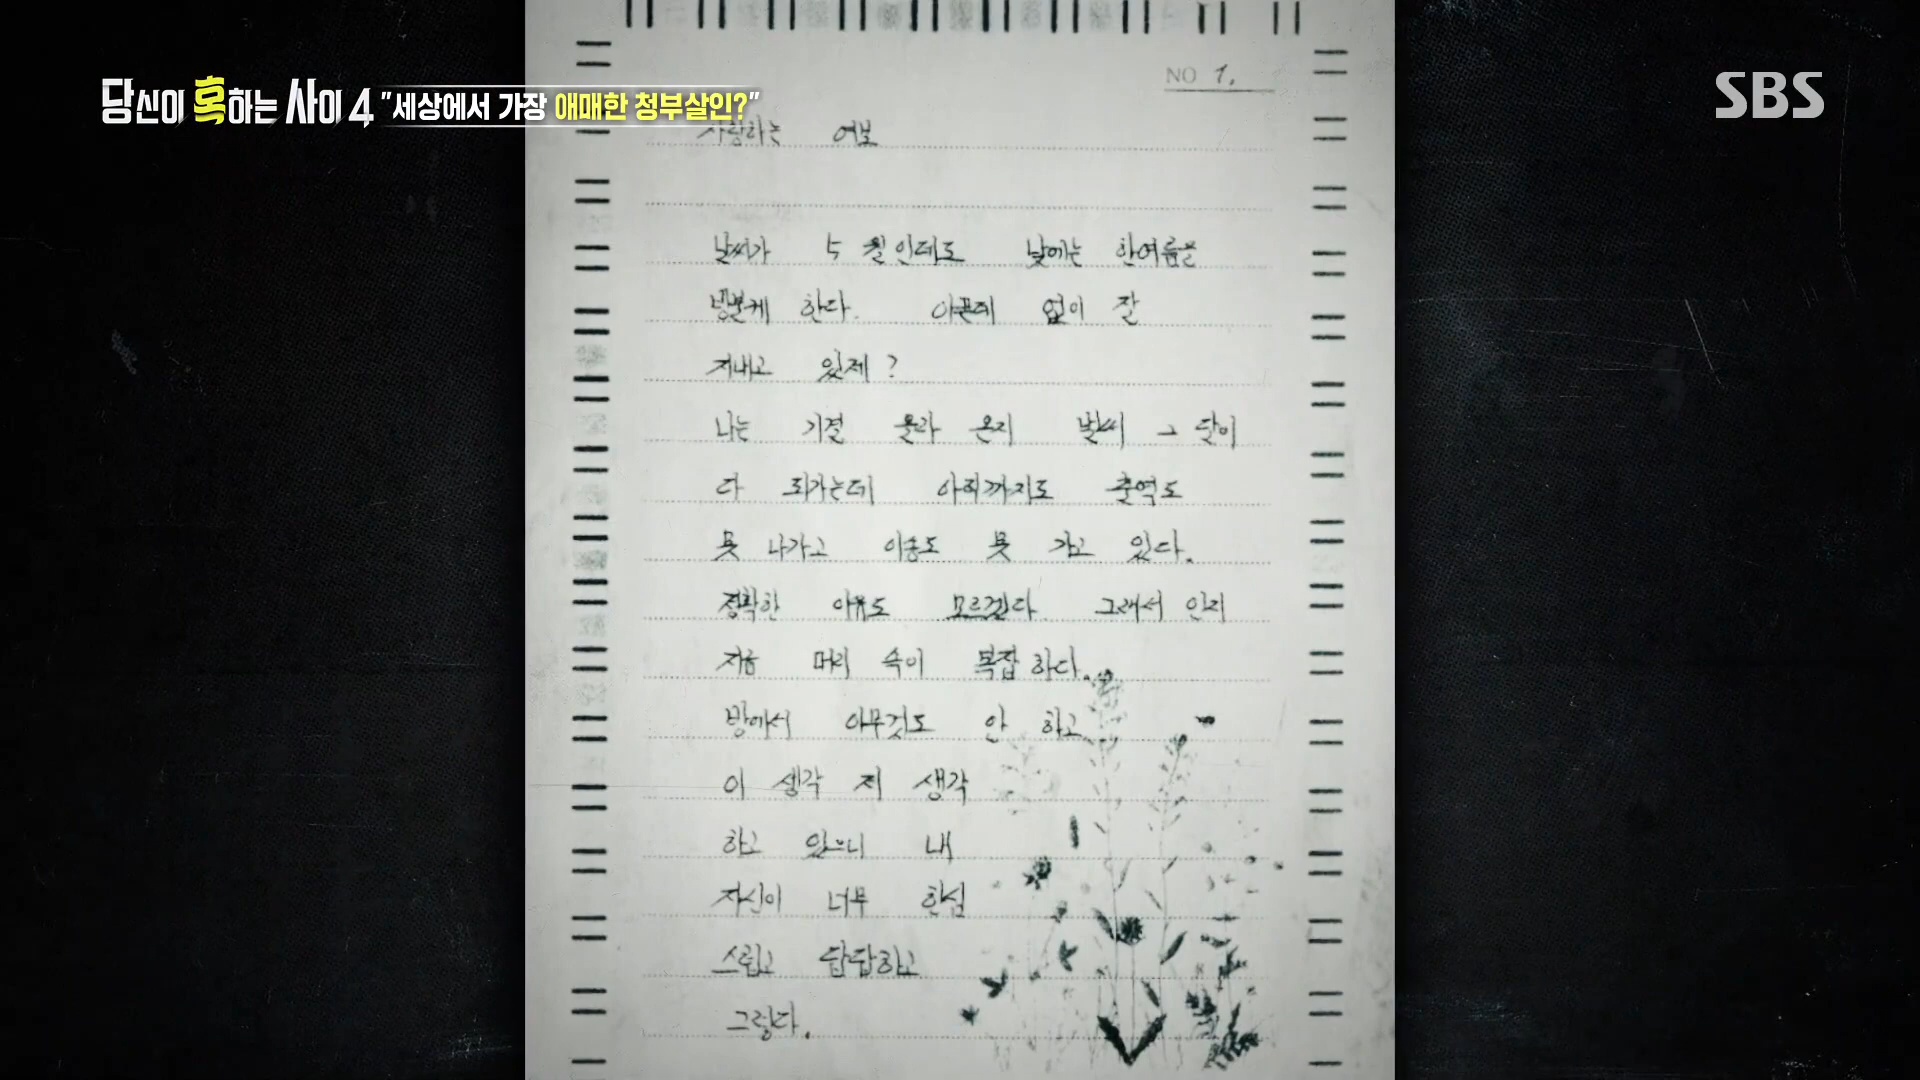 당신이 혹하는 사이 4 "세상에서 가장 애매한 청부살인?"
SBS
NO 1.
사랑하는 여보
날씨가 5월인데도 낮에는 한여름을
방불케 한다. 아픈데 없이 잘
지내고 있제?
나는 기결 올라 온지 벌써 그 달이
다 되가는데 아직까지도 출역도
못 나가고 이송도 못 가고 있다.
정확한 이유도 모르겠다. 그래서 인지
지금 머리 속이 복잡하다.
방에서 아무것도 안 하고
이 생각 저 생각
하고 있으니 내
자신이 너무 한심
스럽고 답답하고
그렇다.